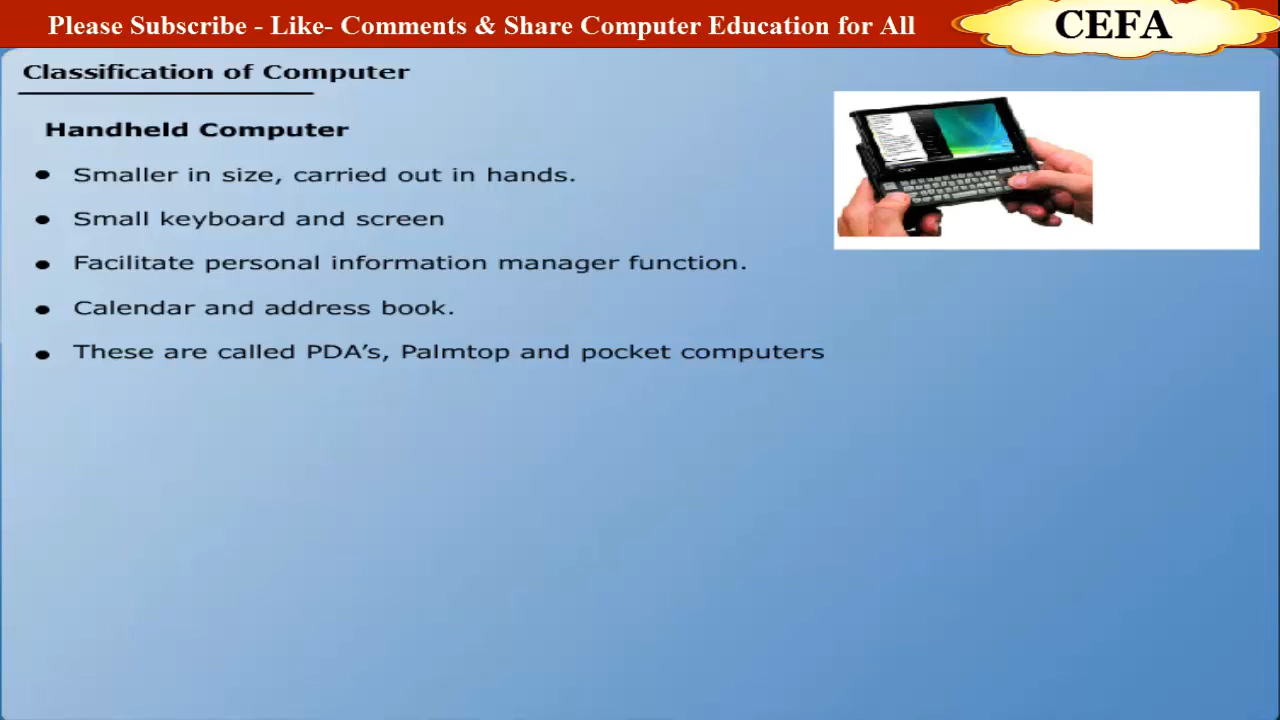 Please Subscribe - Like- Comments & Share Computer Education for All
CEFA
Classification of Computer
Handheld Computer
• Smaller in size, carried out in hands.
• Small keyboard and screen
• Facilitate personal information manager function.
• Calendar and address book.
• These are called PDA’s, Palmtop and pocket computers